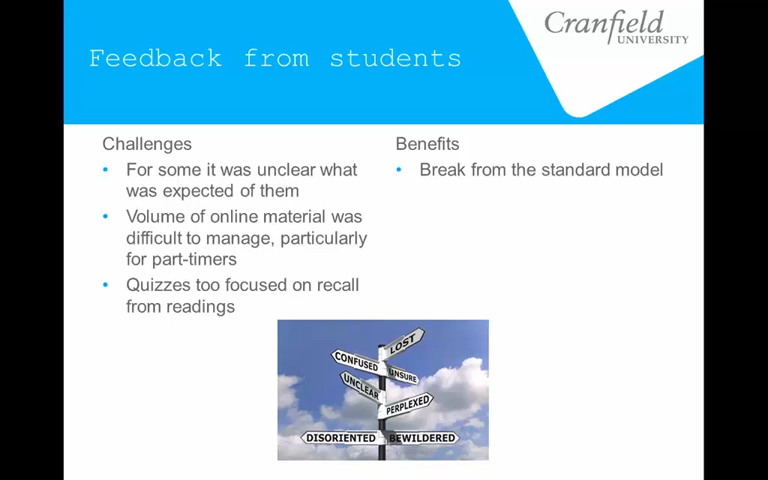 Cranfield
UNIVERSITY
Feedback from students
Challenges
• For some it was unclear what
was expected of them
• Volume of online material was
difficult to manage, particularly
for part-timers
• Quizzes too focused on recall
from readings
Benefits
• Break from the standard model
LOST
CONFUSED
UNSURE
UNCLEAR
PERPLEXED
DISORIENTED
BEWILDERED